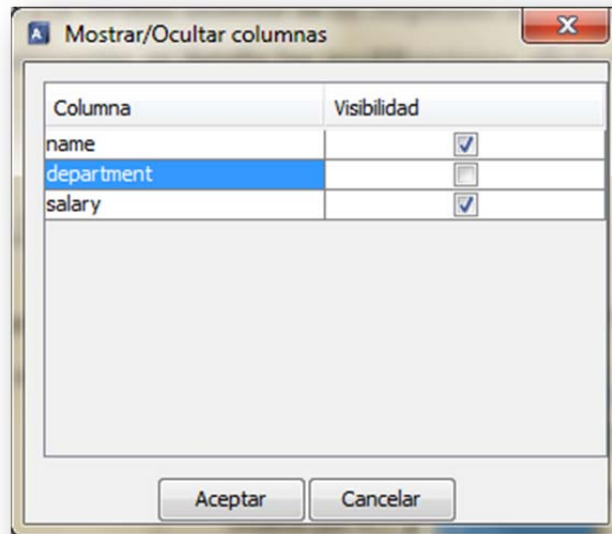 Mostrar/Ocultar columnas
Columna Visibilidad
name
department
salary
Aceptar Cancelar